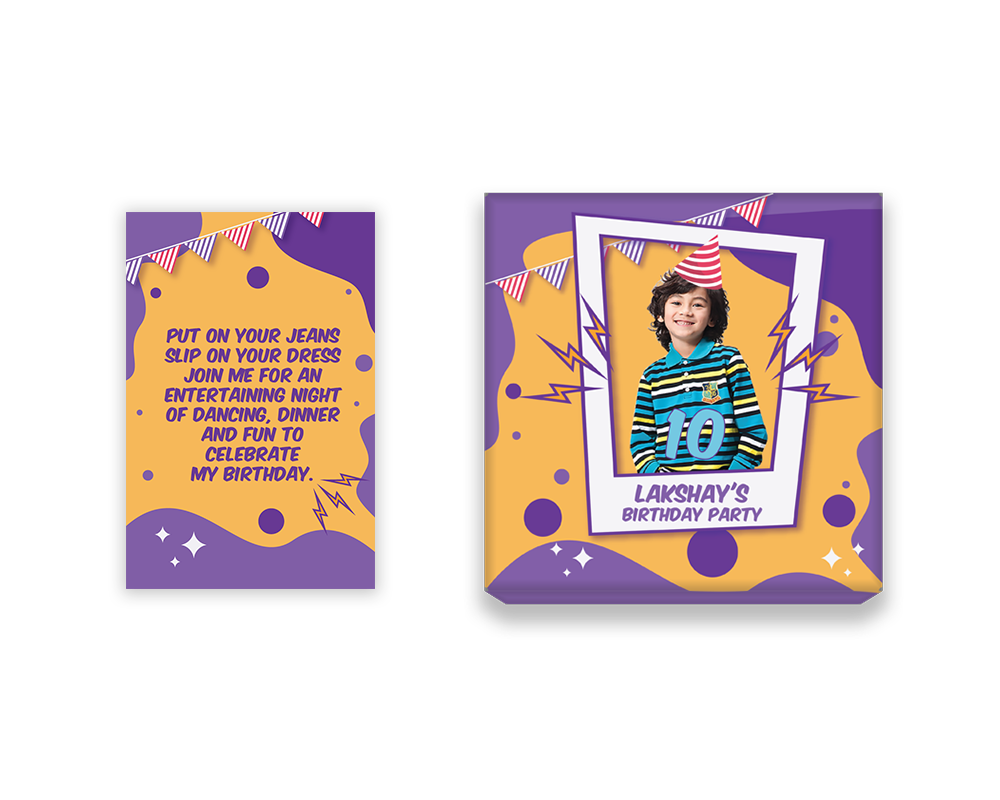 PUT ON YOUR JEANS
SLIP ON YOUR DRESS
JOIN ME FOR AN
ENTERTAINING NIGHT
OF DANCING, DINNER
AND FUN TO
CELEBRATE
MY BIRTHDAY.
10
LAKSHAY'S
BIRTHDAY PARTY